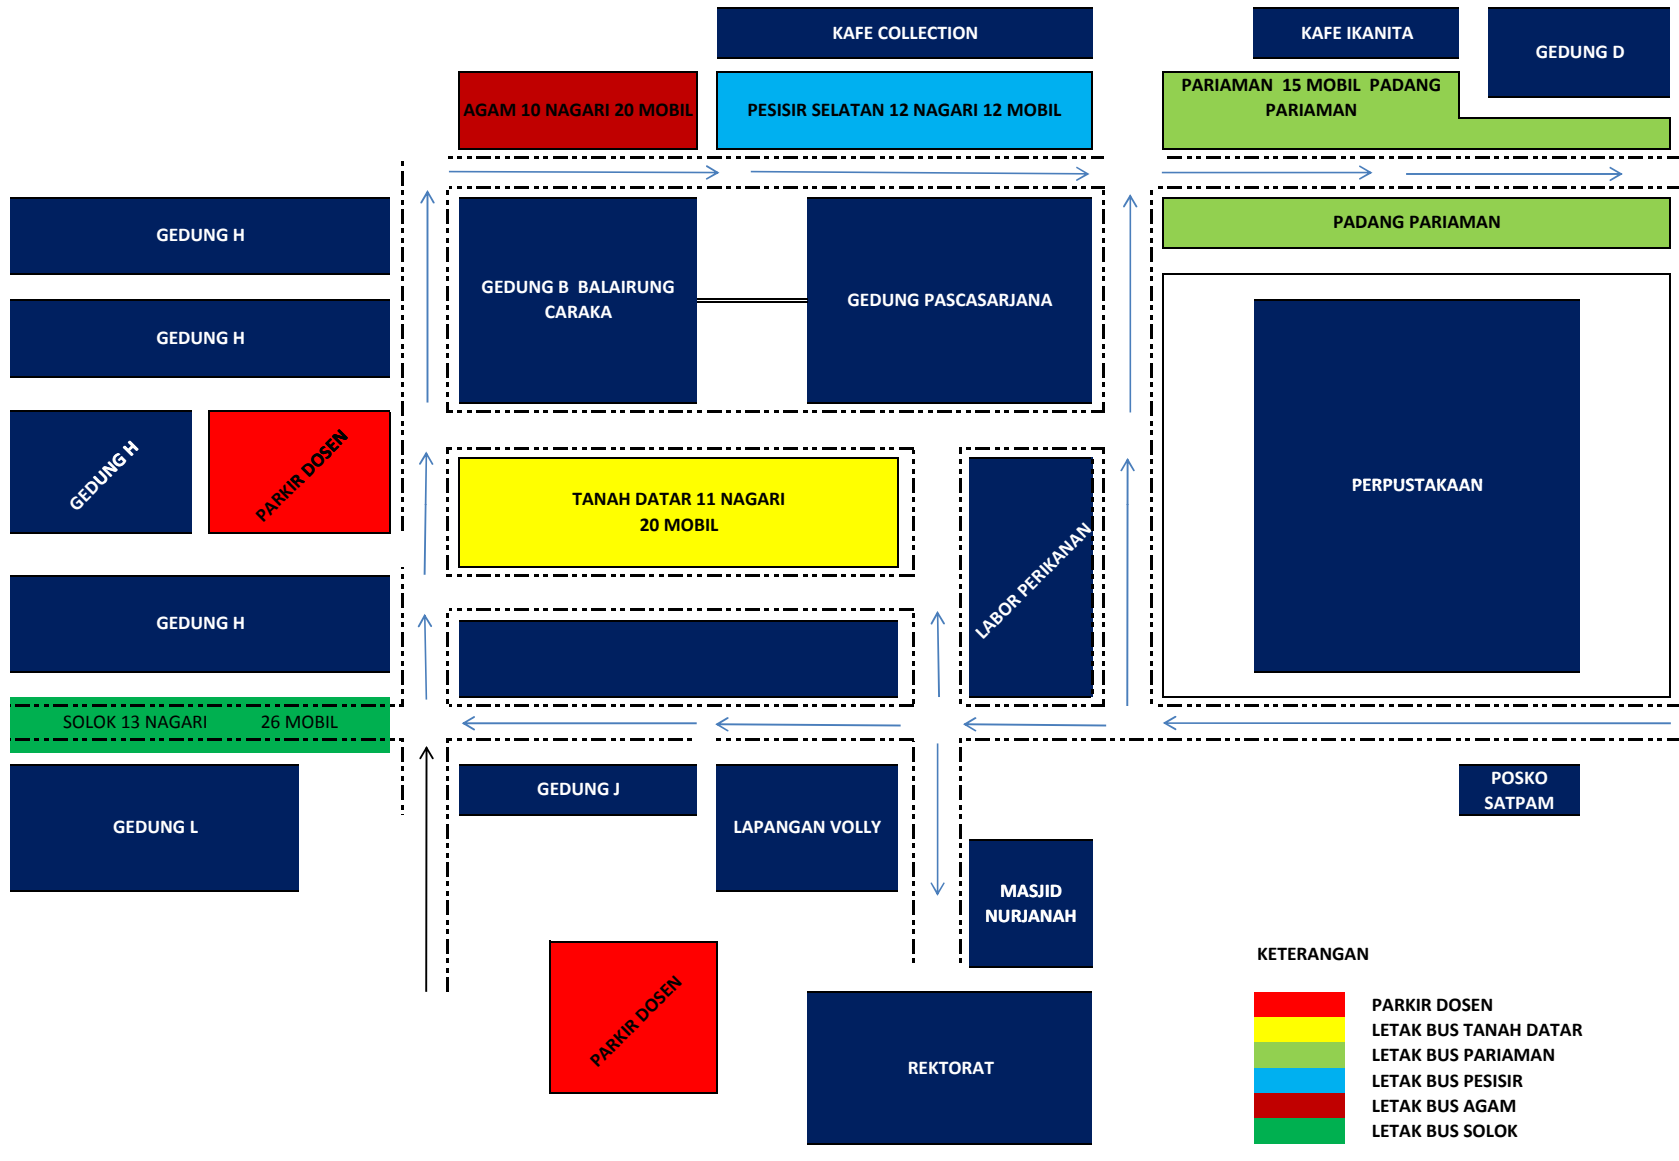 KAFE COLLECTION
KAFE IKANITA
GEDUNG D
AGAM 10 NAGARI 20 MOBIL
PESISIR SELATAN 12 NAGARI 12 MOBIL
PARIAMAN 15 MOBIL PADANG
PARIAMAN
GEDUNG H
PADANG PARIAMAN
GEDUNG B BALAIRUNG
CARAKA
GEDUNG PASCASARJANA
GEDUNG H
GEDUNG H
PARKIR DOSEN
TANAH DATAR 11 NAGARI
20 MOBIL
LABOR PERIKANAN
PERPUSTAKAAN
GEDUNG H
SOLOK 13 NAGARI 26 MOBIL
GEDUNG L
GEDUNG J
LAPANGAN VOLLY
POSKO
SATPAM
MASJID
NURJANAH
PARKIR DOSEN
REKTORAT
KETERANGAN
PARKIR DOSEN
LETAK BUS TANAH DATAR
LETAK BUS PARIAMAN
LETAK BUS PESISIR
LETAK BUS AGAM
LETAK BUS SOLOK